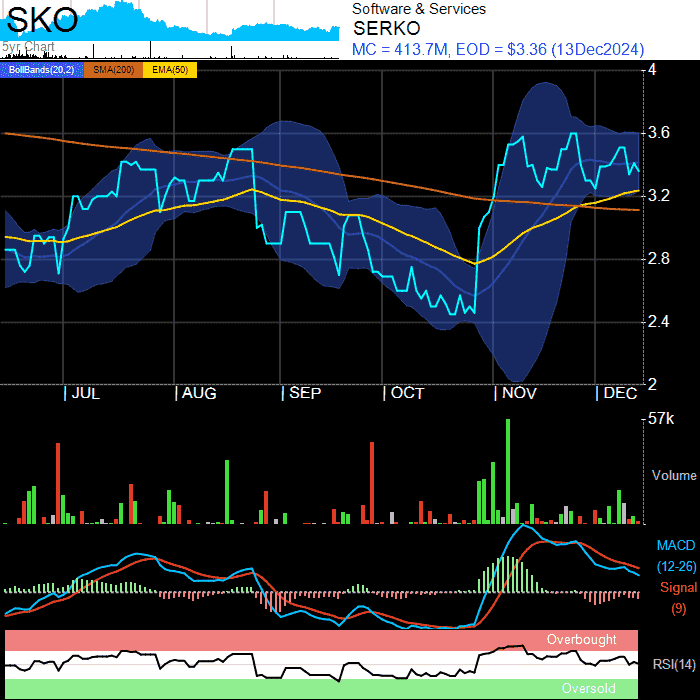 SKO
5yr Chart
Software & Services
SERKO
MC = 413.7M, EOD = $3.36 (13Dec2024)
BollBands(20,2) SMA(200) EMA(50)
4
3.6
3.2
2.8
2.4
2
JUL AUG SEP OCT NOV DEC
57k
Volume
MACD
(12-26)
Signal
(9)
Overbought
RSI(14)
Oversold